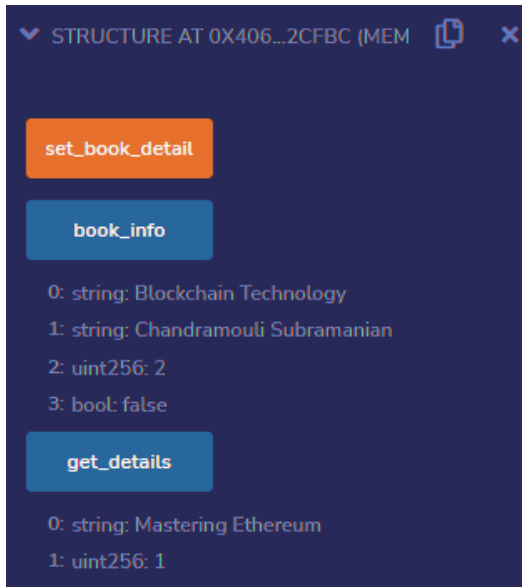 STRUCTURE AT 0X406...2CFBC (MEM
set_book_detail
book_info
0: string: Blockchain Technology
1: string: Chandramouli Subramanian
2: uint256: 2
3: bool: false
get_details
0: string: Mastering Ethereum
1: uint256: 1